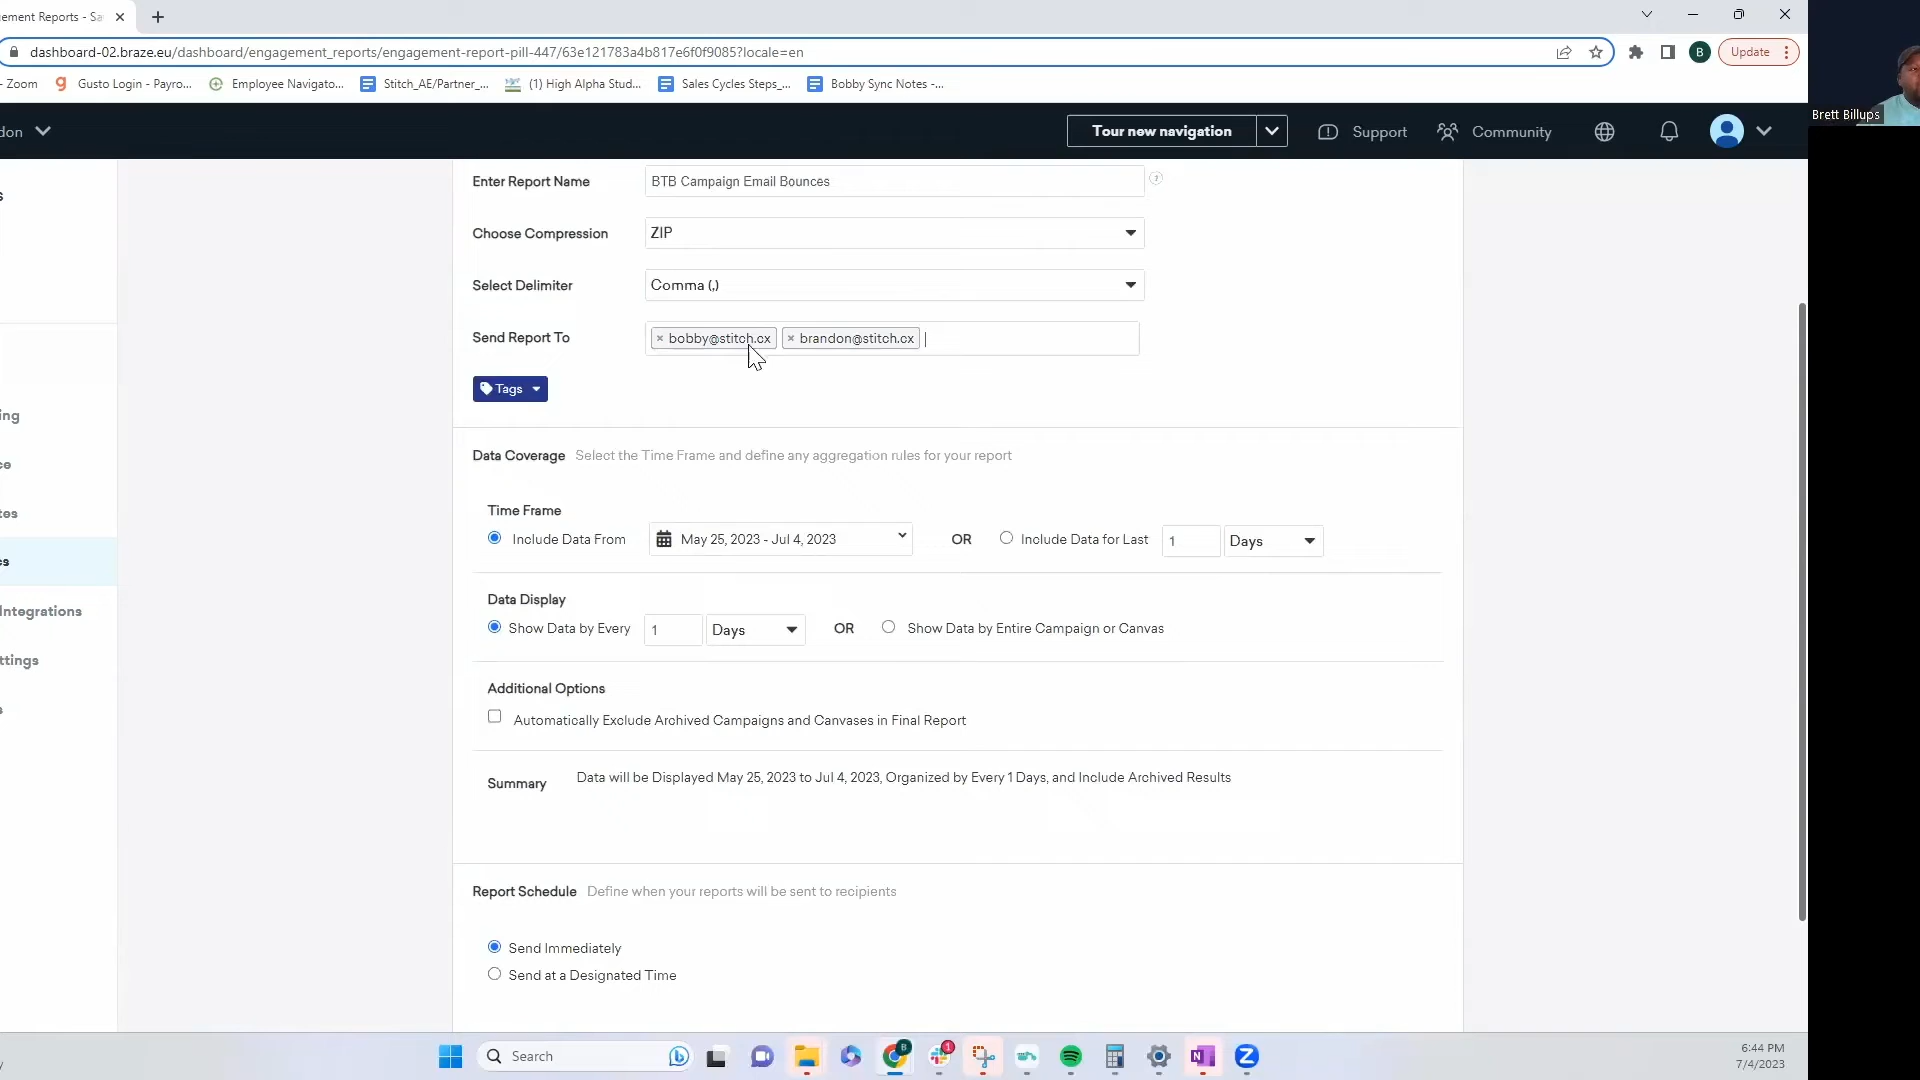 ement Reports - Sa
dashboard-02.braze.eu/dashboard/engagement_reports/engagement-report-pill-447/63e121783a4b817e6f0f9085?locale=en
B
Update
- Zoom
Gusto Login - Payro...
Employee Navigato...
Stitch_AE/Partner_...
(1) High Alpha Stud...
Sales Cycles Steps_...
Bobby Sync Notes -...
Brett Billups
don
Tour new navigation
Support
Community
Enter Report Name
BTB Campaign Email Bounces
Choose Compression
ZIP
Select Delimiter
Comma (,)
Send Report To
× bobby@stitch.cx
× brandon@stitch.cx
Tags
Data Coverage Select the Time Frame and define any aggregation rules for your report
Time Frame
Include Data From
May 25, 2023 - Jul 4, 2023
OR
Include Data for Last
1
Days
Data Display
Show Data by Every
1
Days
OR
Show Data by Entire Campaign or Canvas
Additional Options
Automatically Exclude Archived Campaigns and Canvases in Final Report
Summary
Data will be Displayed May 25, 2023 to Jul 4, 2023, Organized by Every 1 Days, and Include Archived Results
Report Schedule Define when your reports will be sent to recipients
Send Immediately
Send at a Designated Time
s
ing
ce
tes
cs
Integrations
ttings
s
Search
6:44 PM
7/4/2023